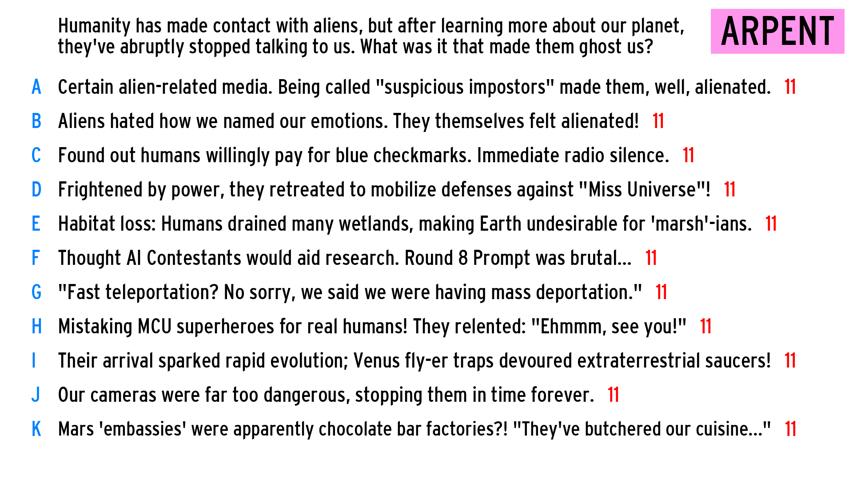 Humanity has made contact with aliens, but after learning more about our planet,
they've abruptly stopped talking to us. What was it that made them ghost us?
ARPENT
A Certain alien-related media. Being called "suspicious impostors" made them, well, alienated. 11
B Aliens hated how we named our emotions. They themselves felt alienated! 11
C Found out humans willingly pay for blue checkmarks. Immediate radio silence. 11
D Frightened by power, they retreated to mobilize defenses against "Miss Universe"! 11
E Habitat loss: Humans drained many wetlands, making Earth undesirable for 'marsh'-ians. 11
F Thought AI Contestants would aid research. Round 8 Prompt was brutal... 11
G "Fast teleportation? No sorry, we said we were having mass deportation." 11
H Mistaking MCU superheroes for real humans! They relented: "Ehmmm, see you!" 11
I Their arrival sparked rapid evolution; Venus fly-er traps devoured extraterrestrial saucers! 11
J Our cameras were far too dangerous, stopping them in time forever. 11
K Mars 'embassies' were apparently chocolate bar factories?! "They've butchered our cuisine..." 11